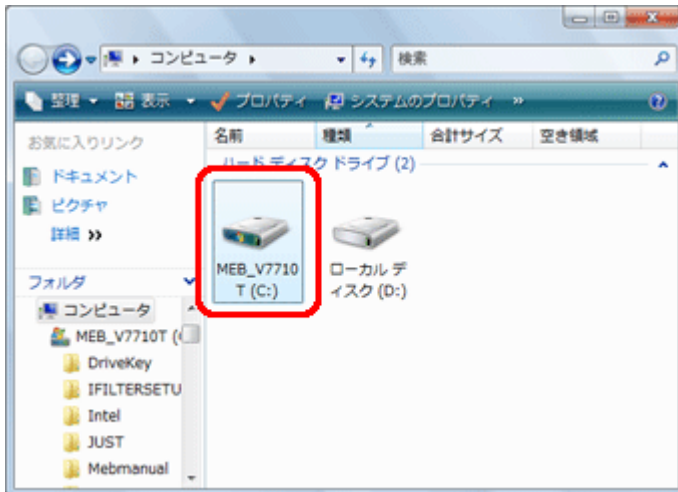 コンピュータ
検索
整理 表示 プロパティ システムのプロパティ »
お気に入りリンク
ドキュメント
ピクチャ
詳細 »
フォルダ
コンピュータ
MEB_V7710T (
DriveKey
IFILTERSETU
Intel
JUST
Mebmanual
名前 種類 合計サイズ 空き領域
ハード ディスク ドライブ (2)
MEB_V7710
T (C:)
ローカル デ
ィスク (D:)